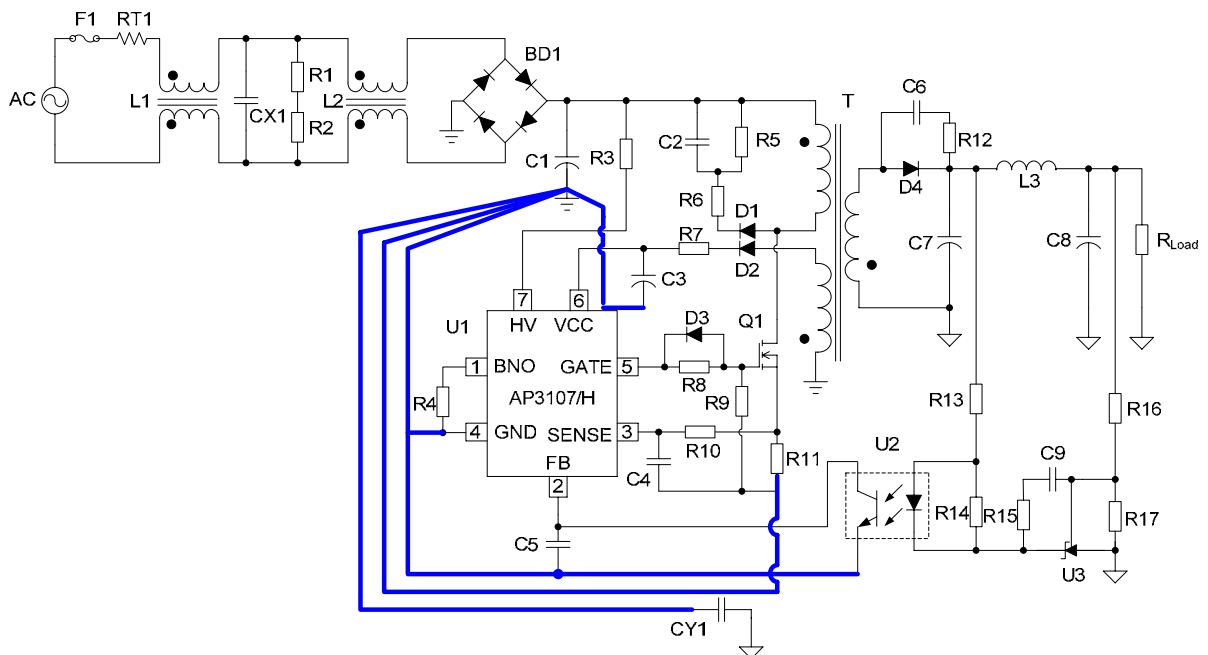 F1
RT1
AC
L1
CX1
R1
R2
L2
BD1
C1
R3
C2
R5
R6
D1
D2
R7
C3
T
C6
R12
D4
L3
C7
C8
RLoad
7
6
HV
VCC
U1
1
BNO
GATE
5
AP3107/H
R4
4
GND
SENSE
3
FB
2
D3
R8
Q1
R9
R10
C4
R11
C5
CY1
U2
R13
R14
R15
C9
R16
R17
U3